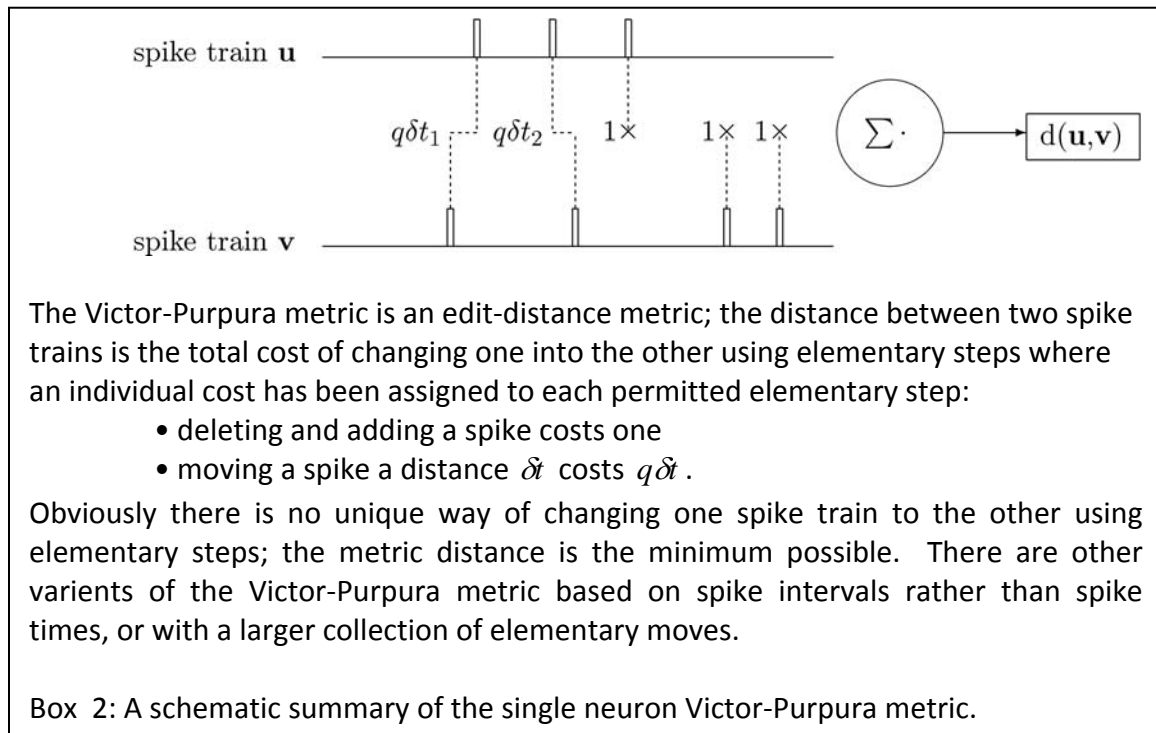 spike train u
qδt₁ qδt₂ 1× 1× 1× ∑· d(u,v)
spike train v
The Victor-Purpura metric is an edit-distance metric; the distance between two spike
trains is the total cost of changing one into the other using elementary steps where
an individual cost has been assigned to each permitted elementary step:
• deleting and adding a spike costs one
• moving a spike a distance δt costs qδt .
Obviously there is no unique way of changing one spike train to the other using
elementary steps; the metric distance is the minimum possible. There are other
varients of the Victor-Purpura metric based on spike intervals rather than spike
times, or with a larger collection of elementary moves.
Box 2: A schematic summary of the single neuron Victor-Purpura metric.